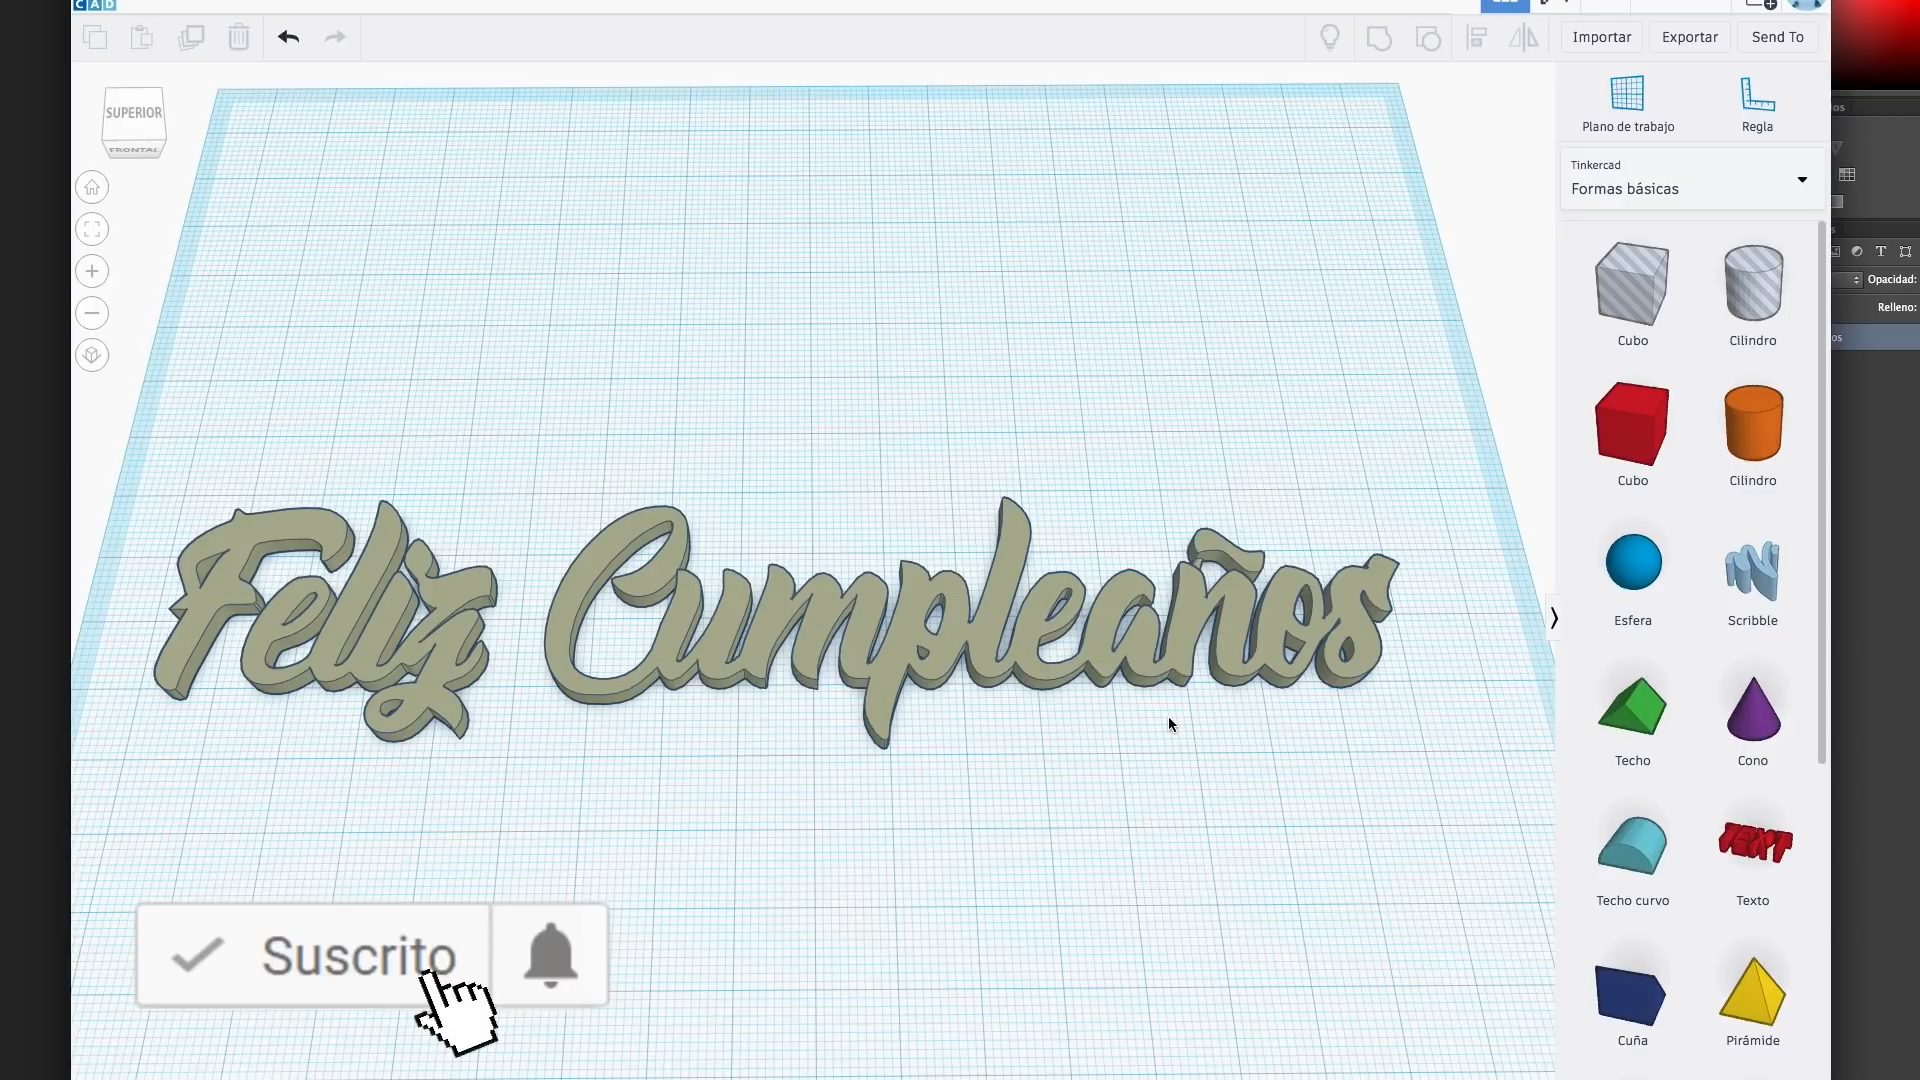 CAD
Importar
Exportar
Send To
SUPERIOR
FRONTAL
Plano de trabajo
Regla
Tinkercad
Formas básicas
Cubo
Cilindro
Cubo
Cilindro
Esfera
Scribble
Techo
Cono
Techo curvo
TEXT
Texto
Cuña
Pirámide
Feliz Cumpleaños
Suscrito
Opacidad:
Relleno: